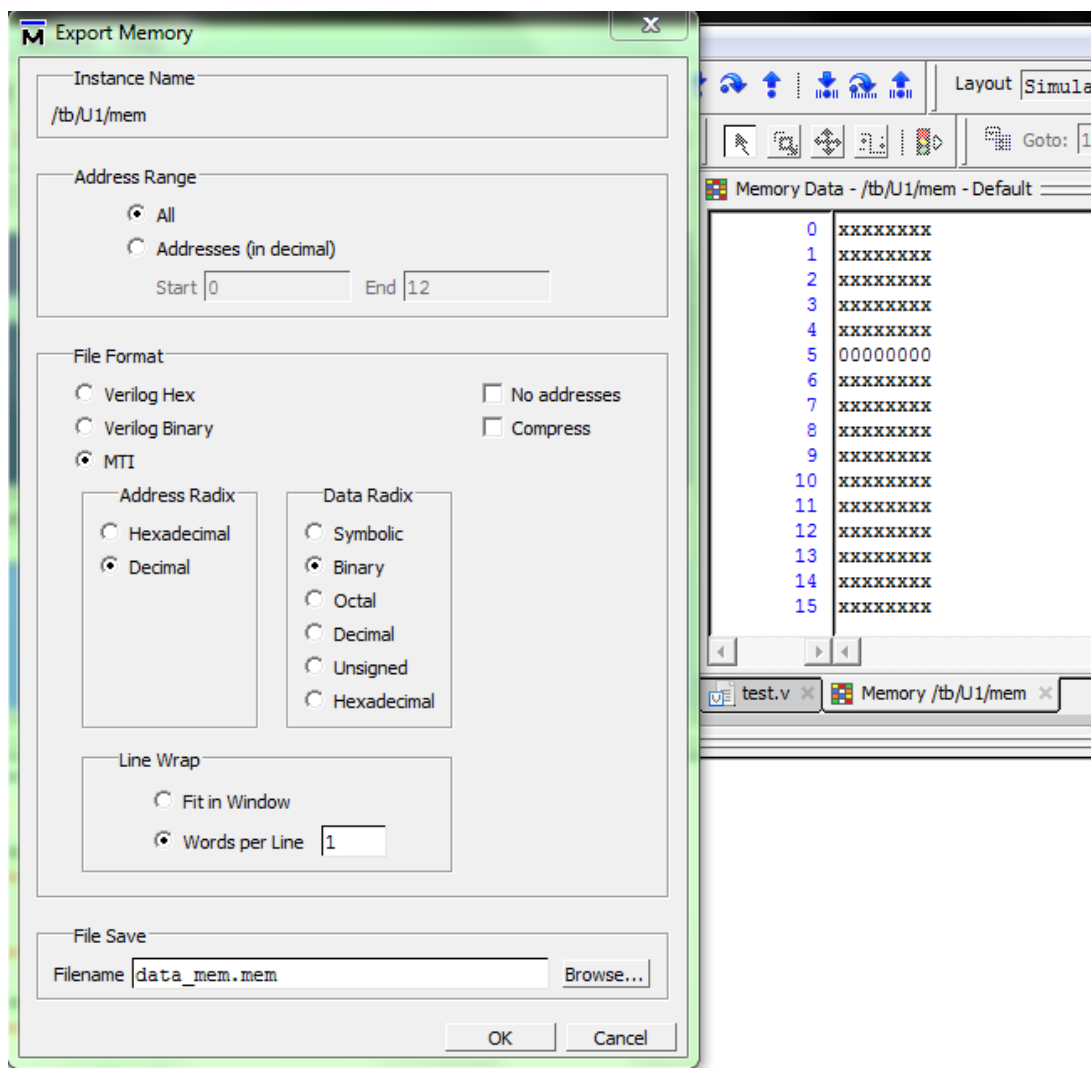 Export Memory
Instance Name
/tb/U1/mem
Address Range
All
Addresses (in decimal)
Start 0 End 12
File Format
Verilog Hex
No addresses
Verilog Binary
Compress
MTI
Address Radix
Data Radix
Hexadecimal
Symbolic
Decimal
Binary
Octal
Decimal
Unsigned
Hexadecimal
Line Wrap
Fit in Window
Words per Line 1
File Save
Filename data_mem.mem Browse...
OK Cancel
Layout Simula
Goto: 1
Memory Data - /tb/U1/mem - Default
0 xxxxxxxx
1 xxxxxxxx
2 xxxxxxxx
3 xxxxxxxx
4 xxxxxxxx
5 00000000
6 xxxxxxxx
7 xxxxxxxx
8 xxxxxxxx
9 xxxxxxxx
10 xxxxxxxx
11 xxxxxxxx
12 xxxxxxxx
13 xxxxxxxx
14 xxxxxxxx
15 xxxxxxxx
test.v
Memory /tb/U1/mem